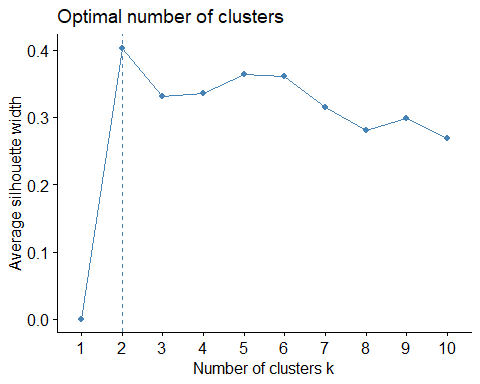 Optimal number of clusters
Average silhouette width
0.4
0.3
0.2
0.1
0.0
1 2 3 4 5 6 7 8 9 10
Number of clusters k